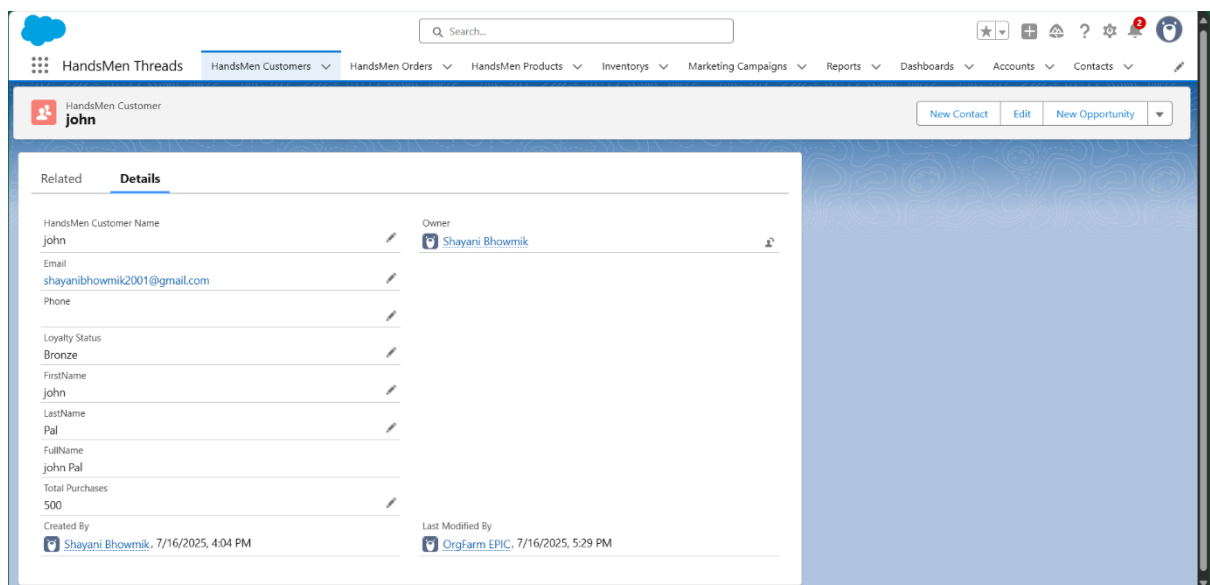 Search...
2
HandsMen Threads HandsMen Customers HandsMen Orders HandsMen Products Inventorys Marketing Campaigns Reports Dashboards Accounts Contacts
HandsMen Customer
john
New Contact Edit New Opportunity
Related Details
HandsMen Customer Name
john
Owner
Shayani Bhowmik
Email
shayanibhowmik2001@gmail.com
Phone
Loyalty Status
Bronze
FirstName
john
LastName
Pal
FullName
john Pal
Total Purchases
500
Created By
Shayani Bhowmik, 7/16/2025, 4:04 PM
Last Modified By
OrgFarm EPIC, 7/16/2025, 5:29 PM